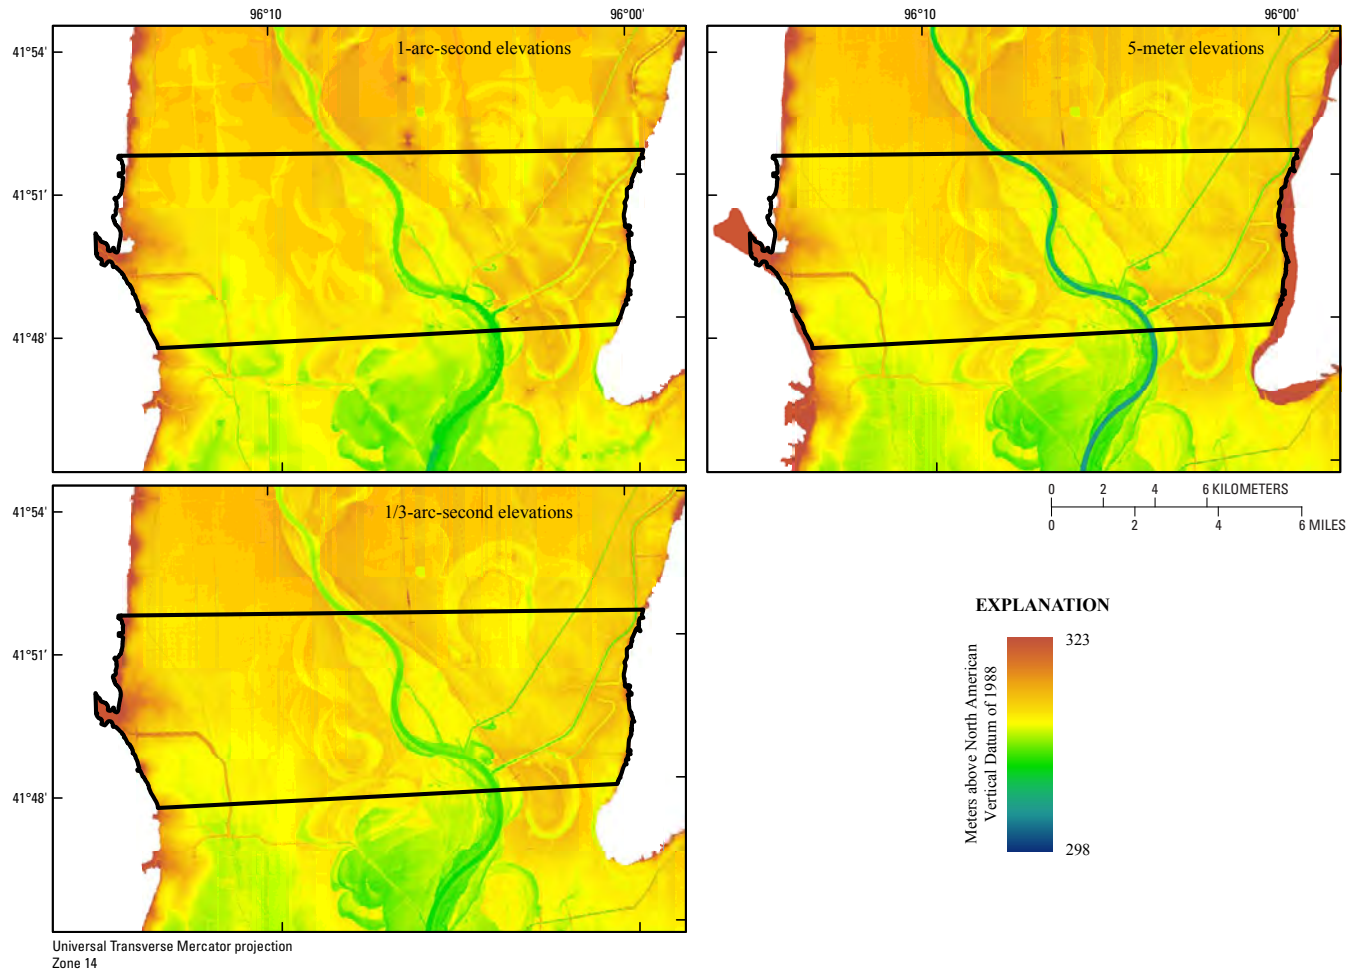 96°10
96°00'
96°10
96°00'
41°54'
1-arc-second elevations
5-meter elevations
41°51'
41°48'
41°54'
1/3-arc-second elevations
0 2 4 6 KILOMETERS
0 2 4 6 MILES
41°51'
41°48'
EXPLANATION
323
Meters above North American
Vertical Datum of 1988
298
Universal Transverse Mercator projection
Zone 14